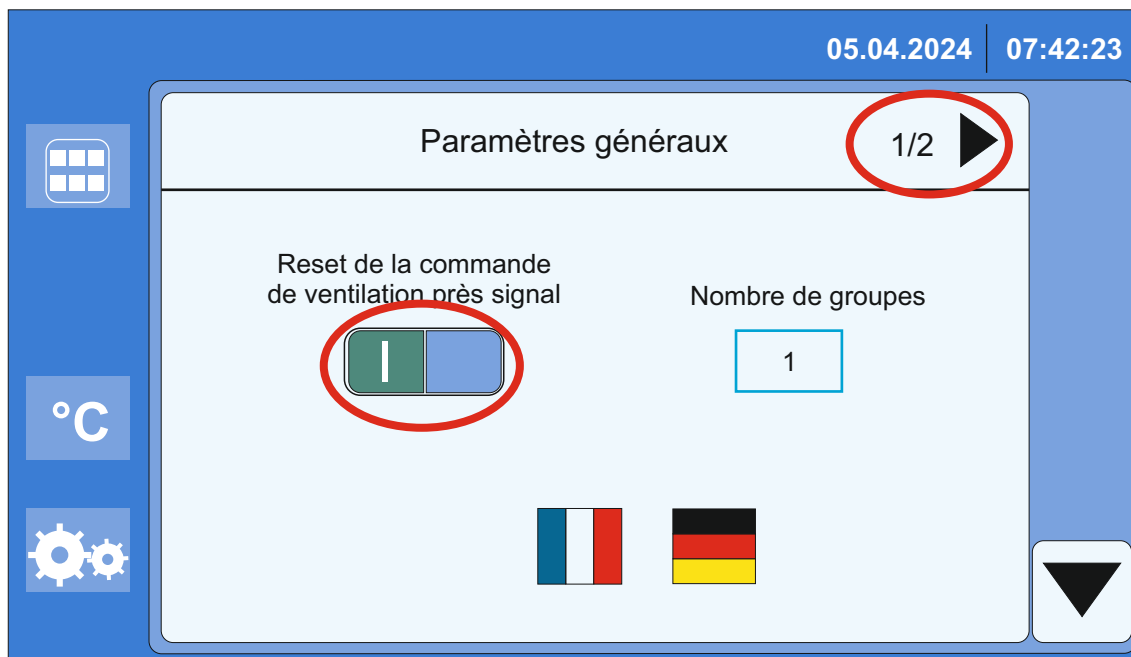 05.04.2024 07:42:23
Paramètres généraux
1/2
Reset de la commande
de ventilation près signal
Nombre de groupes
I
1
°C